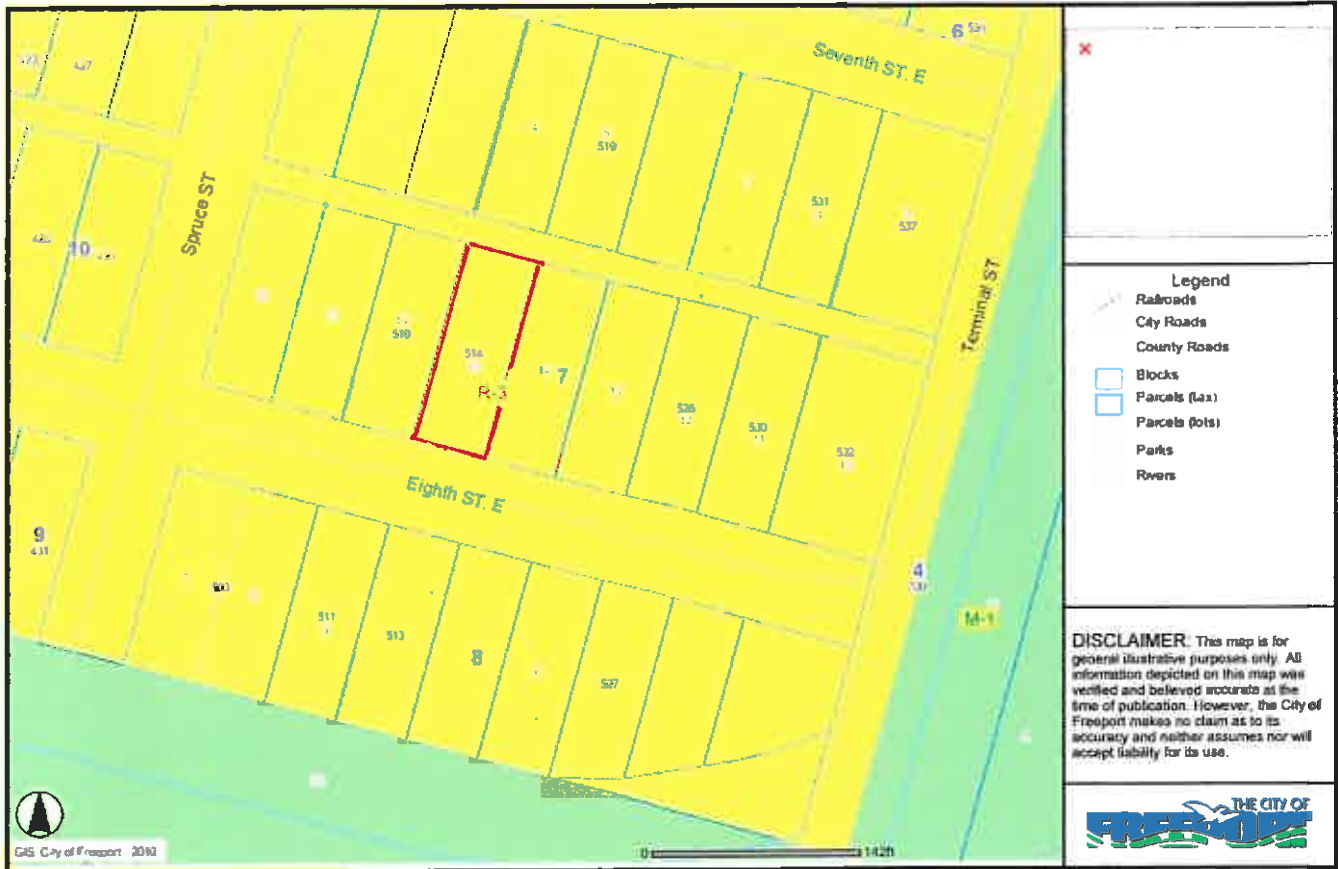 6
Seventh ST. E
427
519
531
537
Spruce ST
10
Terminal ST
510
514
7
R-3
526
530
532
Eighth ST. E
9
431
4
M-1
511
513
8
527
GIS. City of Freeport
0
142ft
Legend
Railroads
City Roads
County Roads
Blocks
Parcels (tax)
Parcels (lots)
Parks
Rivers
DISCLAIMER: This map is for
general illustrative purposes only. All
information depicted on this map was
verified and believed accurate at the
time of publication. However, the City of
Freeport makes no claim as to its
accuracy and neither assumes nor will
accept liability for its use.
THE CITY OF
FREEPORT